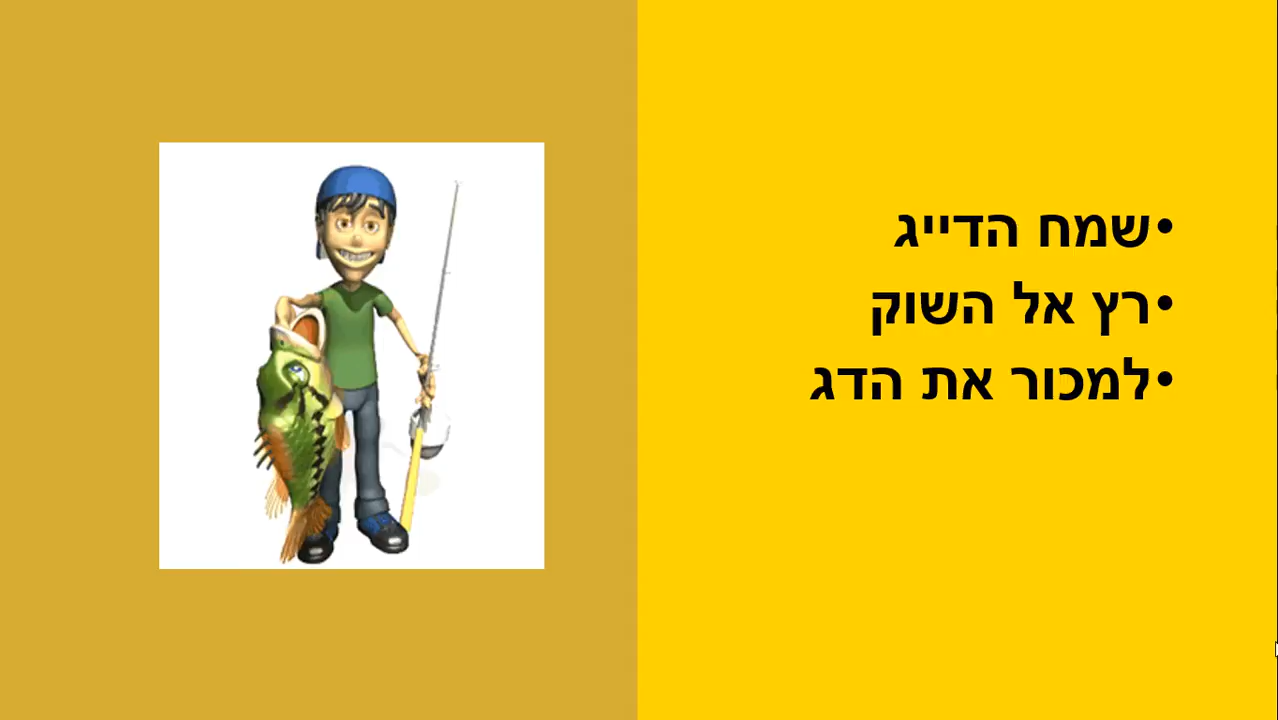 •שמח הדייג
•רץ אל השוק
•למכור את הדג